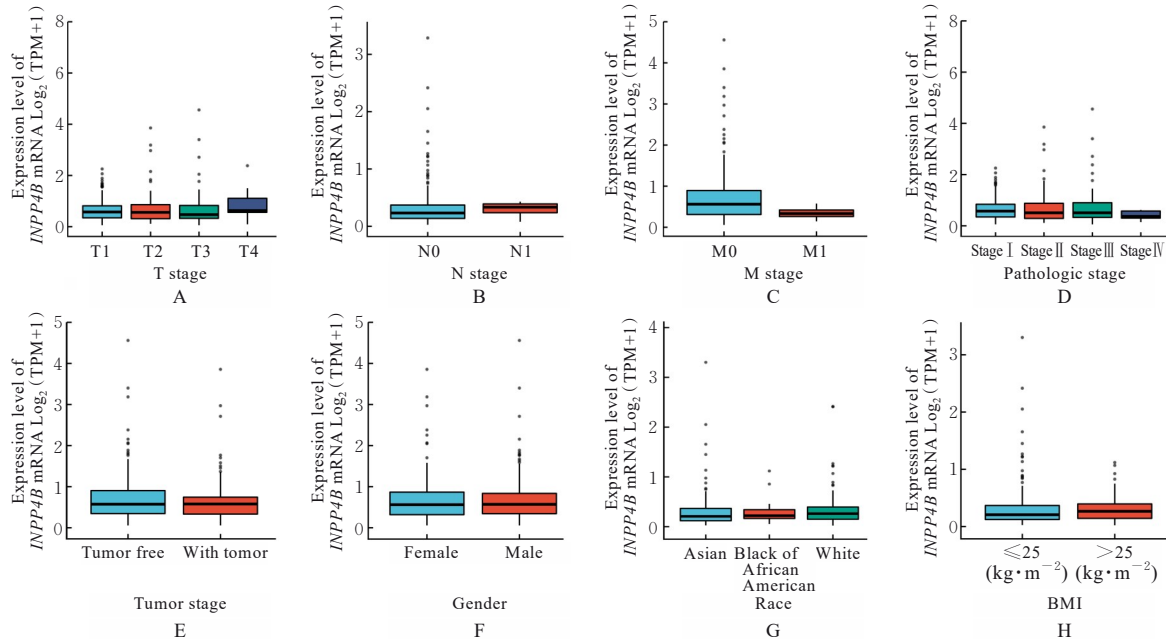 Expression level of
INPP4B mRNA Log₂(TPM+1)
8
6
4
2
0
T1 T2 T3 T4
T stage
A
Expression level of
INPP4B mRNA Log₂(TPM+1)
3
2
1
0
N0 N1
N stage
B
Expression level of
INPP4B mRNA Log₂(TPM+1)
5
4
3
2
1
0
M0 M1
M stage
C
Expression level of
INPP4B mRNA Log₂(TPM+1)
8
6
4
2
0
StageⅠ StageⅡ StageⅢ StageⅣ
Pathologic stage
D
Expression level of
INPP4B mRNA Log₂(TPM+1)
5
4
3
2
1
0
Tumor free With tomor
Tumor stage
E
Expression level of
INPP4B mRNA Log₂(TPM+1)
5
4
3
2
1
0
Female Male
Gender
F
Expression level of
INPP4B mRNA Log₂(TPM+1)
4
3
2
1
0
Asian Black of White
African
American
Race
G
Expression level of
INPP4B mRNA Log₂(TPM+1)
3
2
1
0
≤25 >25
(kg·m⁻²) (kg·m⁻²)
BMI
H